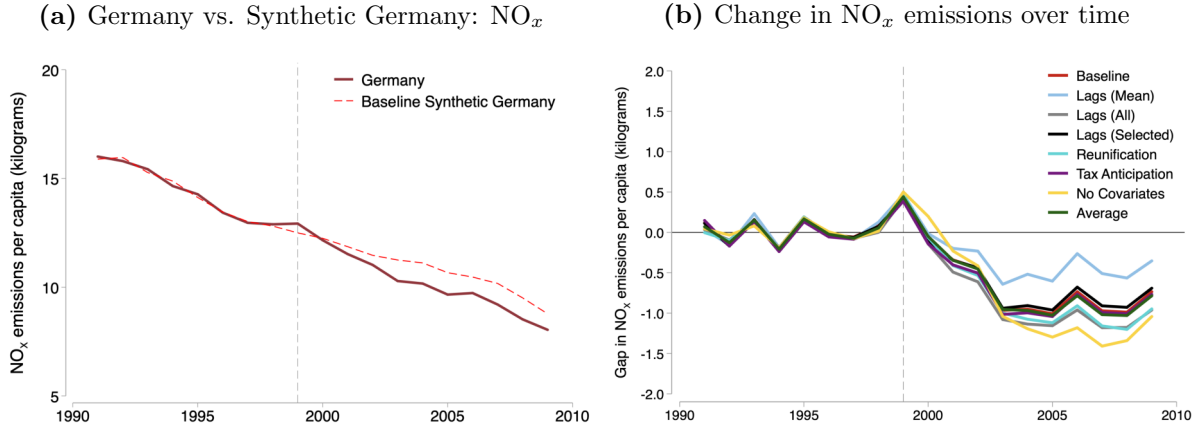 (a) Germany vs. Synthetic Germany: NOx
(b) Change in NOx emissions over time
NOx emissions per capita (kilograms)
20
15
10
5
1990
1995
2000
2005
2010
Germany
Baseline Synthetic Germany
Gap in NOx emissions per capita (kilograms)
2.0
1.5
1.0
0.5
0.0
-0.5
-1.0
-1.5
-2.0
1990
1995
2000
2005
2010
Baseline
Lags (Mean)
Lags (All)
Lags (Selected)
Reunification
Tax Anticipation
No Covariates
Average